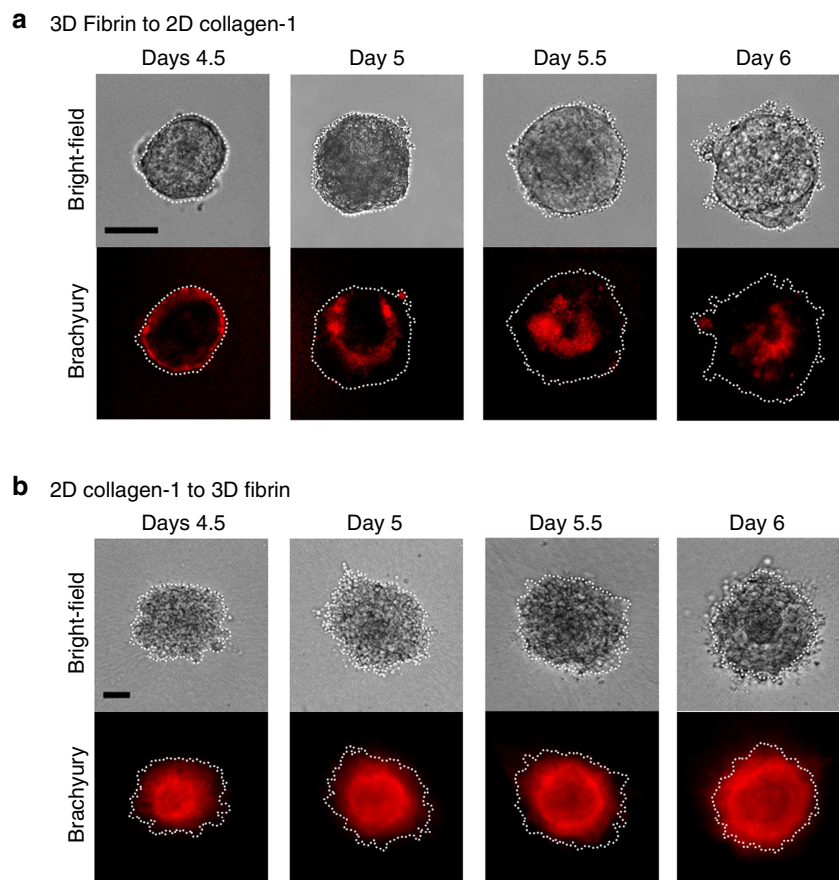 a 3D Fibrin to 2D collagen-1
Days 4.5 Day 5 Day 5.5 Day 6
Bright-field
Brachyury
b 2D collagen-1 to 3D fibrin
Days 4.5 Day 5 Day 5.5 Day 6
Bright-field
Brachyury